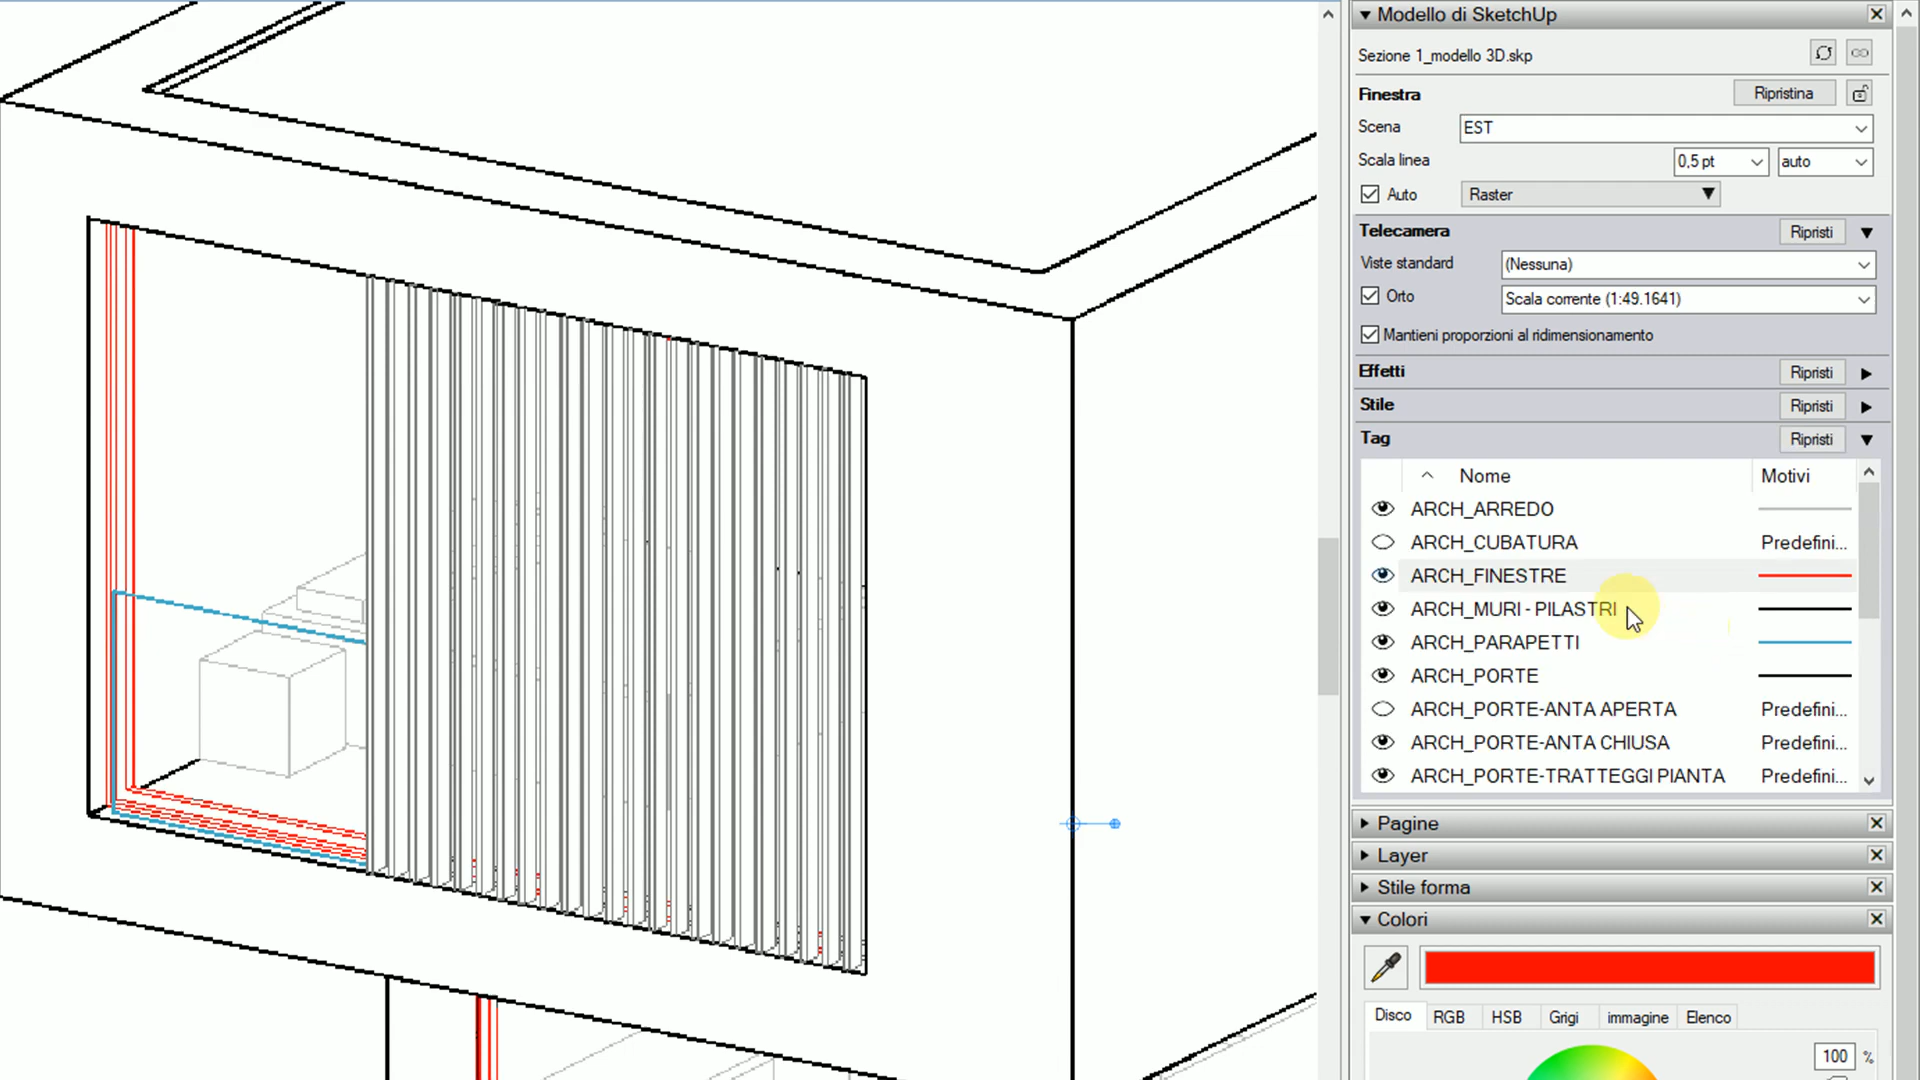 Modello di SketchUp
Sezione 1_modello 3D.skp
Finestra
Ripristina
Scena
EST
Scala linea
0,5 pt
auto
Auto
Raster
Telecamera
Ripristi
Viste standard
(Nessuna)
Orto
Scala corrente (1:49.1641)
Mantieni proporzioni al ridimensionamento
Effetti
Ripristi
Stile
Ripristi
Tag
Ripristi
Nome
Motivi
ARCH_ARREDO
ARCH_CUBATURA
Predefini...
ARCH_FINESTRE
ARCH_MURI - PILASTRI
ARCH_PARAPETTI
ARCH_PORTE
ARCH_PORTE-ANTA APERTA
Predefini...
ARCH_PORTE-ANTA CHIUSA
Predefini...
ARCH_PORTE-TRATTEGGI PIANTA
Predefini...
Pagine
Layer
Stile forma
Colori
Disco
RGB
HSB
Grigi
immagine
Elenco
100
%